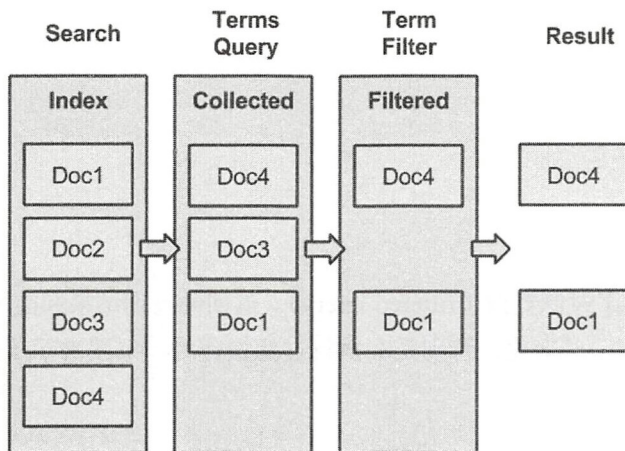 Search
Terms
Query
Term
Filter
Result
Index
Collected
Filtered
Doc1
Doc4
Doc4
Doc4
Doc2
Doc3
Doc3
Doc1
Doc1
Doc1
Doc4